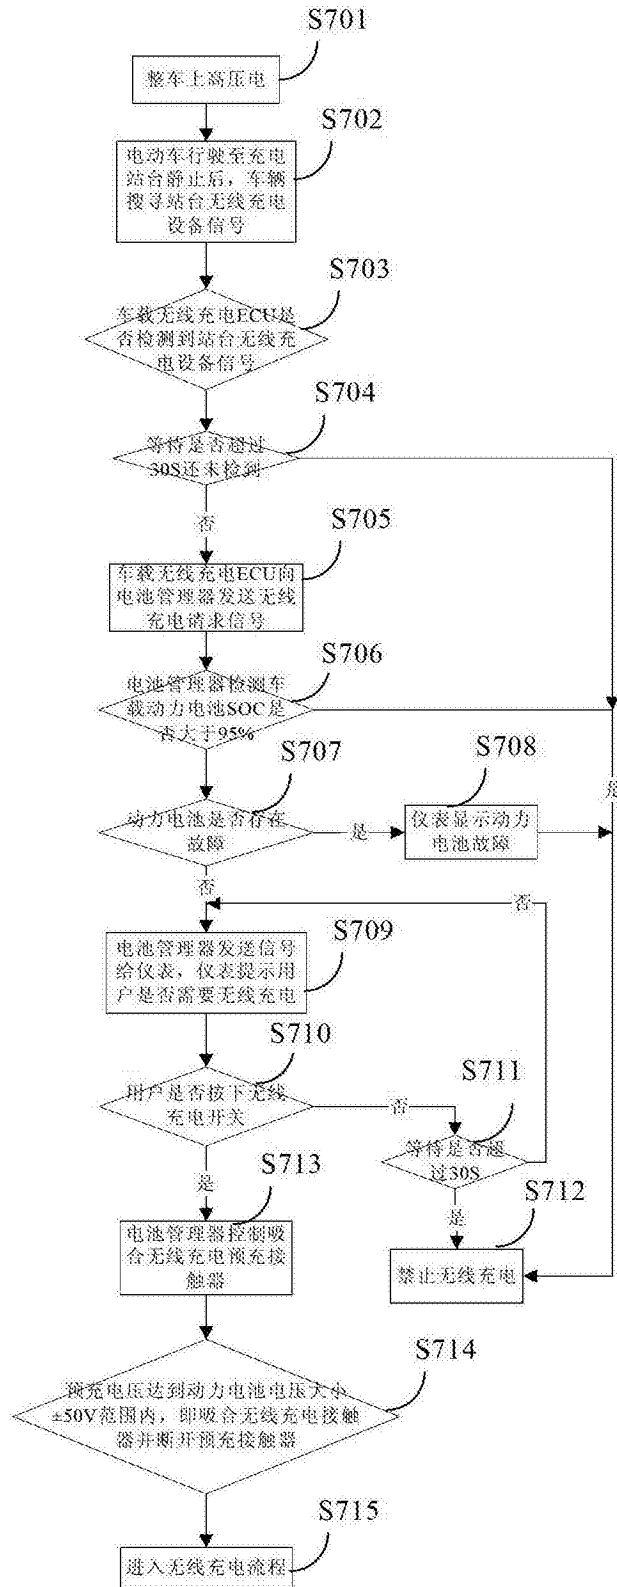 S701
整车上高压电
S702
电动车行驶至充电
站台静止后，车辆
搜寻站台无线充电
设备信号
S703
车载无线充电ECU是
否检测到站台无线充
电设备信号
S704
等待是否超过
30S还未检到
否
S705
车载无线充电ECU向
电池管理器发送无线
充电请求信号
S706
电池管理器检测车
载动力电池SOC是
否大于95%
是
S707
动力电池是否存在
故障
是
S708
仪表显示动力
电池故障
否
否
S709
电池管理器发送信号
给仪表，仪表提示用
户是否需要无线充电
S710
用户是否按下无线
充电开关
否
S711
等待是否超
过30S
是
是
S712
禁止无线充电
S713
电池管理器控制吸
合无线充电预充接
触器
S714
预充电压达到动力电池电压大小
±50V范围内，即吸合无线充电接触
器并断开预充接触器
S715
进入无线充电流程